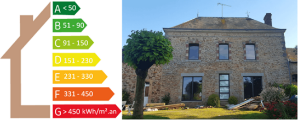 A < 50
B 51 - 90
C 91 - 150
D 151 - 230
E 231 - 330
F 331 - 450
G > 450 kWh/m².an